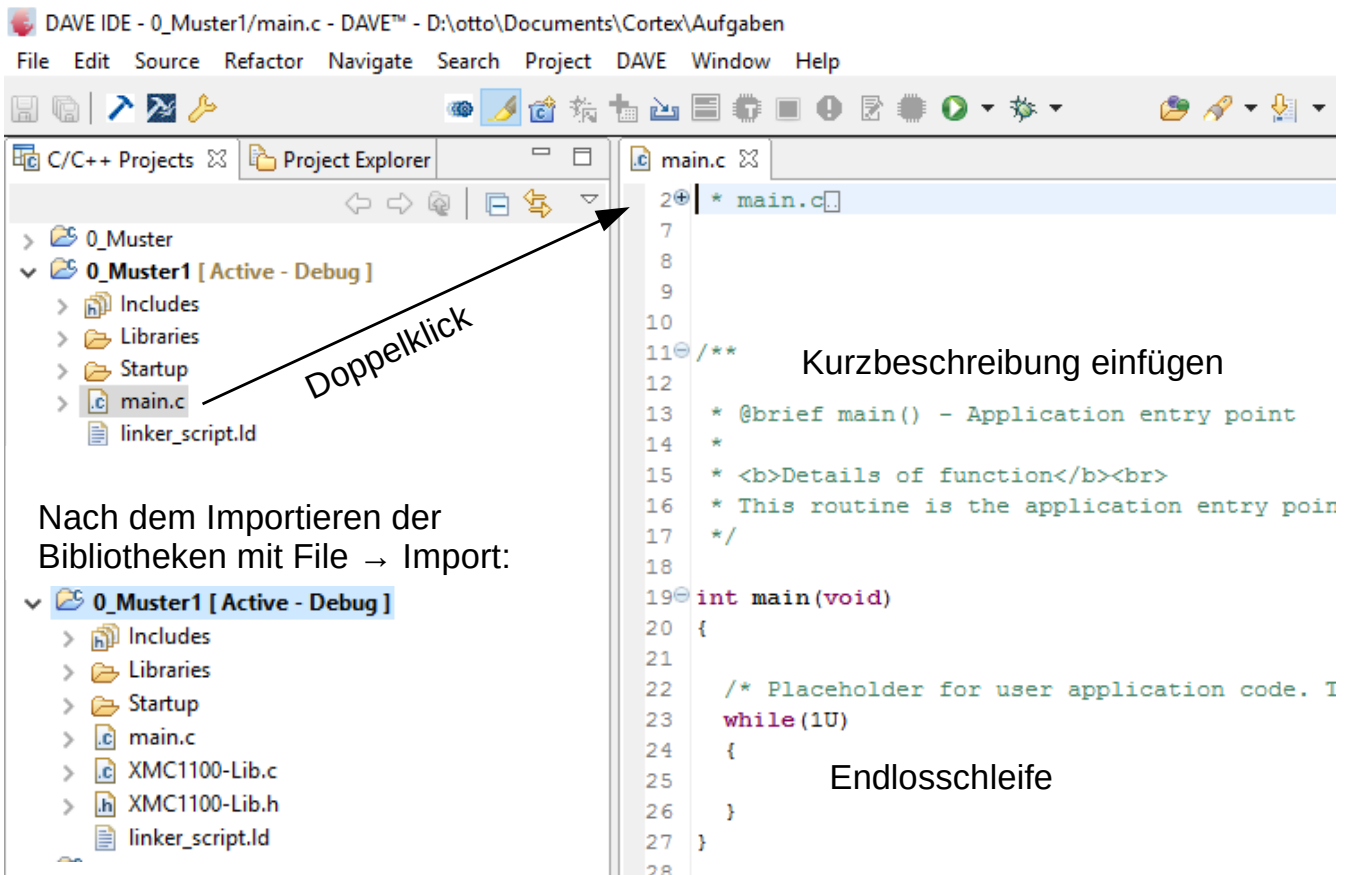 DAVE IDE - 0_Muster1/main.c - DAVE™ - D:\otto\Documents\Cortex\Aufgaben
File Edit Source Refactor Navigate Search Project DAVE Window Help
C/C++ Projects Project Explorer
0_Muster
0_Muster1 [ Active - Debug ]
Includes
Libraries
Startup
main.c
linker_script.ld
Doppelklick
Nach dem Importieren der
Bibliotheken mit File → Import:
0_Muster1 [ Active - Debug ]
Includes
Libraries
Startup
main.c
XMC1100-Lib.c
XMC1100-Lib.h
linker_script.ld
main.c
2 * main.c
7
8
9
10
11 /**
Kurzbeschreibung einfügen
12
13 * @brief main() - Application entry point
14 *
15 * <b>Details of function</b><br>
16 * This routine is the application entry poin
17 */
18
19 int main(void)
20 {
21
22 /* Placeholder for user application code. T
23 while(1U)
24 {
25
Endlosschleife
26 }
27 }
28